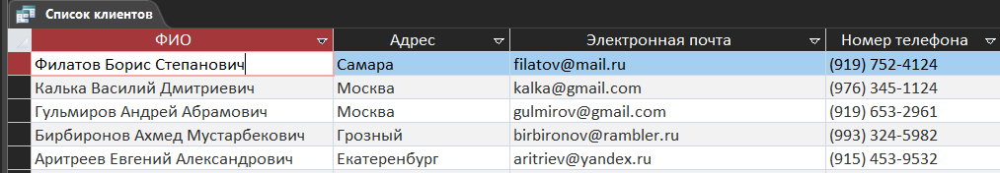 Список клиентов
ФИО Адрес Электронная почта Номер телефона
Филатов Борис Степанович Самара filatov@mail.ru (919) 752-4124
Калька Василий Дмитриевич Москва kalka@gmail.com (976) 345-1124
Гульмиров Андрей Абрамович Москва gulmirov@gmail.com (919) 653-2961
Бирбиронов Ахмед Мустарбекович Грозный birbironov@rambler.ru (993) 324-5982
Аритреев Евгений Александрович Екатеренбург aritriev@yandex.ru (915) 453-9532